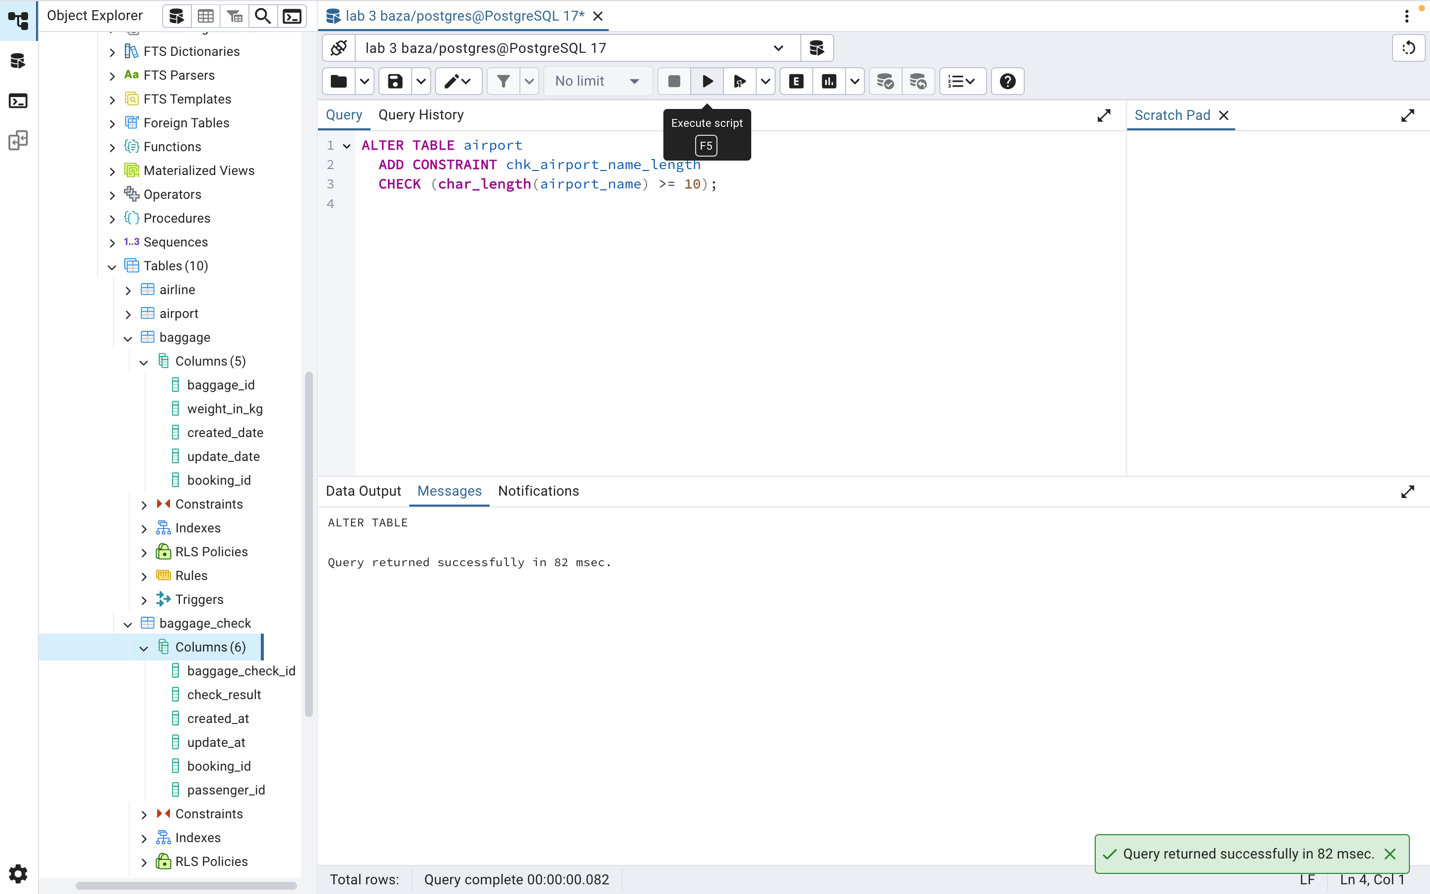 Object Explorer
lab 3 baza/postgres@PostgreSQL 17*
lab 3 baza/postgres@PostgreSQL 17
No limit
E
Query
Query History
Scratch Pad
Execute script
F5
1 ALTER TABLE airport
2 ADD CONSTRAINT chk_airport_name_length
3 CHECK (char_length(airport_name) >= 10);
4
FTS Dictionaries
Aa FTS Parsers
FTS Templates
Foreign Tables
Functions
Materialized Views
Operators
Procedures
1..3 Sequences
Tables (10)
airline
airport
baggage
Columns (5)
baggage_id
weight_in_kg
created_date
update_date
booking_id
Constraints
Indexes
RLS Policies
Rules
Triggers
baggage_check
Columns (6)
baggage_check_id
check_result
created_at
update_at
booking_id
passenger_id
Constraints
Indexes
RLS Policies
Data Output
Messages
Notifications
ALTER TABLE
Query returned successfully in 82 msec.
Query returned successfully in 82 msec.
Total rows:
Query complete 00:00:00.082
LF
Ln 4, Col 1